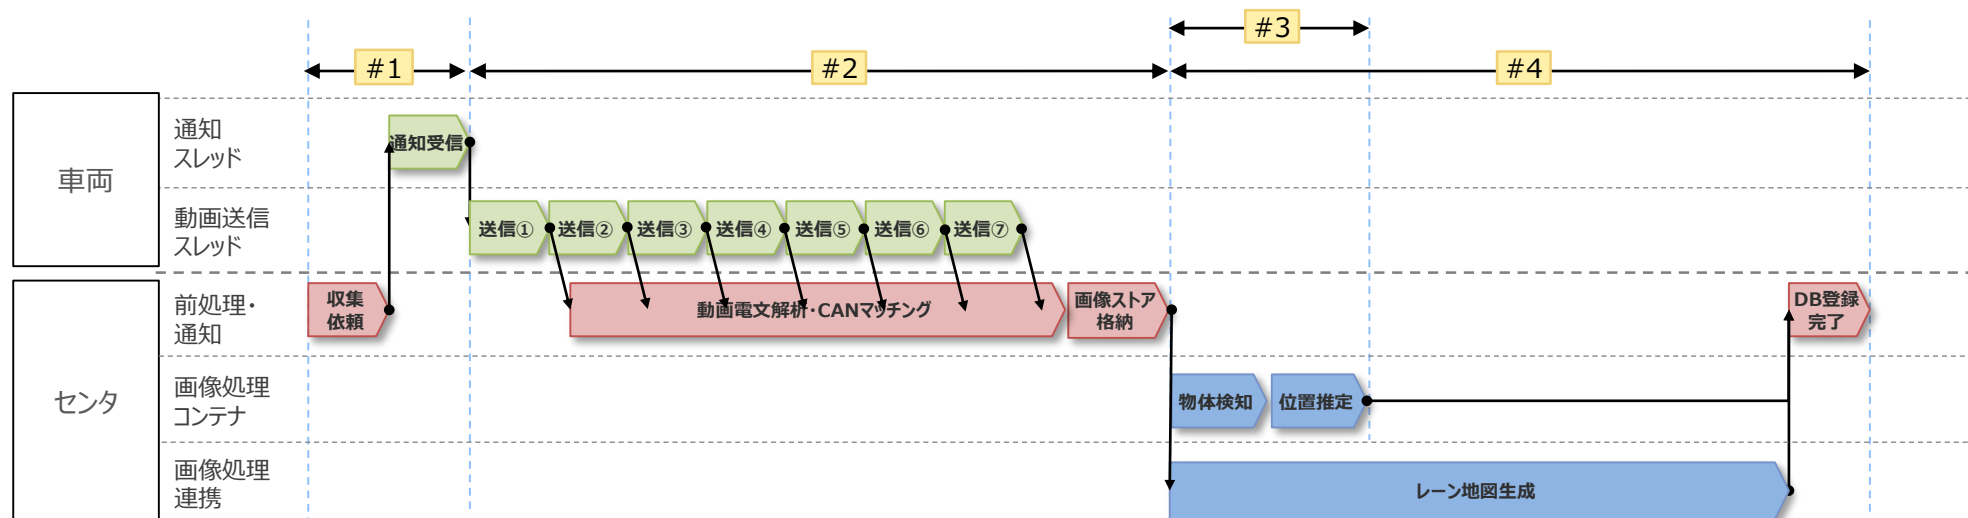 #3
#1
#2
#4
車両
通知
スレッド
通知受信
動画送信
スレッド
送信①
送信②
送信③
送信④
送信⑤
送信⑥
送信⑦
センタ
前処理・
通知
収集
依頼
動画電文解析・CANマッチング
画像ストア
格納
DB登録
完了
画像処理
コンテナ
物体検知
位置推定
画像処理
連携
レーン地図生成